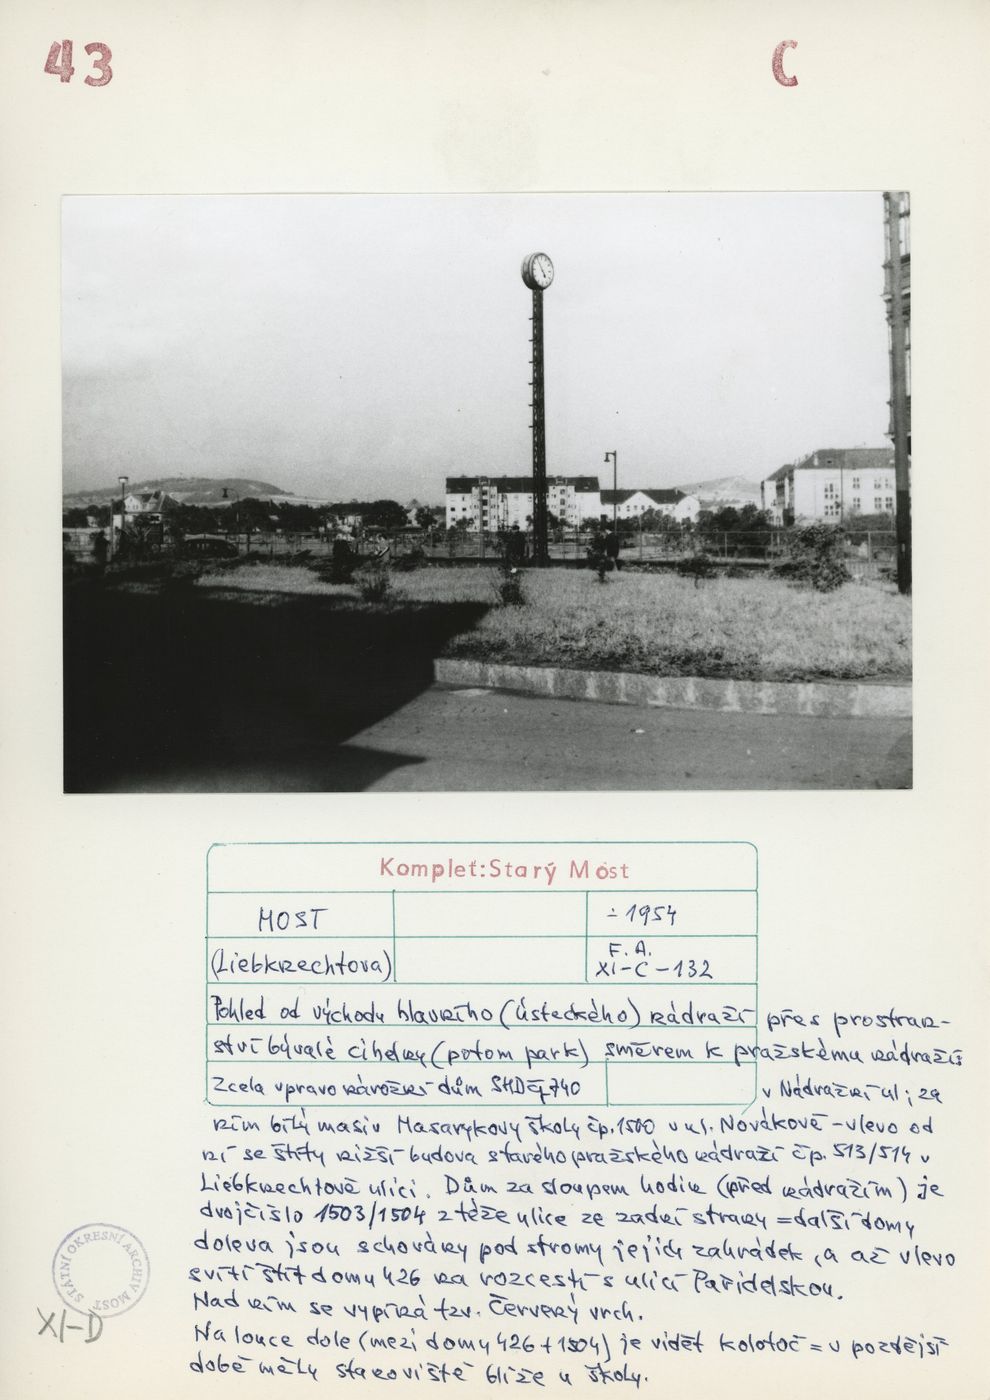 43
C
Komplet:Starý Most
MOST
÷ 1954
(Liebknechtova)
F.A.
XI-C-132
Pohled od východu hlavního (ústeckého) nádraží přes prostran-
ství bývalé cihelny (potom park) směrem k pražskému nádraží:
Zcela vpravo nárožní dům SHD čp. 740 v Nádražní ul; za
ním bílý masiv Masarykovy školy čp. 1500 v ul. Novákově - vlevo od
ní se štíty nižší budova starého pražského nádraží čp. 513/514 v
Liebknechtově ulici. Dům za sloupem hodin (před nádražím) je
dvojčíslo 1503/1504 z téže ulice ze zadní strany = další domy
doleva jsou schovány pod stromy jejich zahrádek, a až vlevo
svítí štít domu 426 na rozcestí s ulicí Pařidelskou.
Nad ním se vypíná tzv. Červený vrch.
Na louce dole (mezi domy 426 + 1504) je vidět kolotoč = v pozdější
době měly stanoviště blíže u školy.
STÁTNÍ OKRESNÍ ARCHIV MOST
XI-D